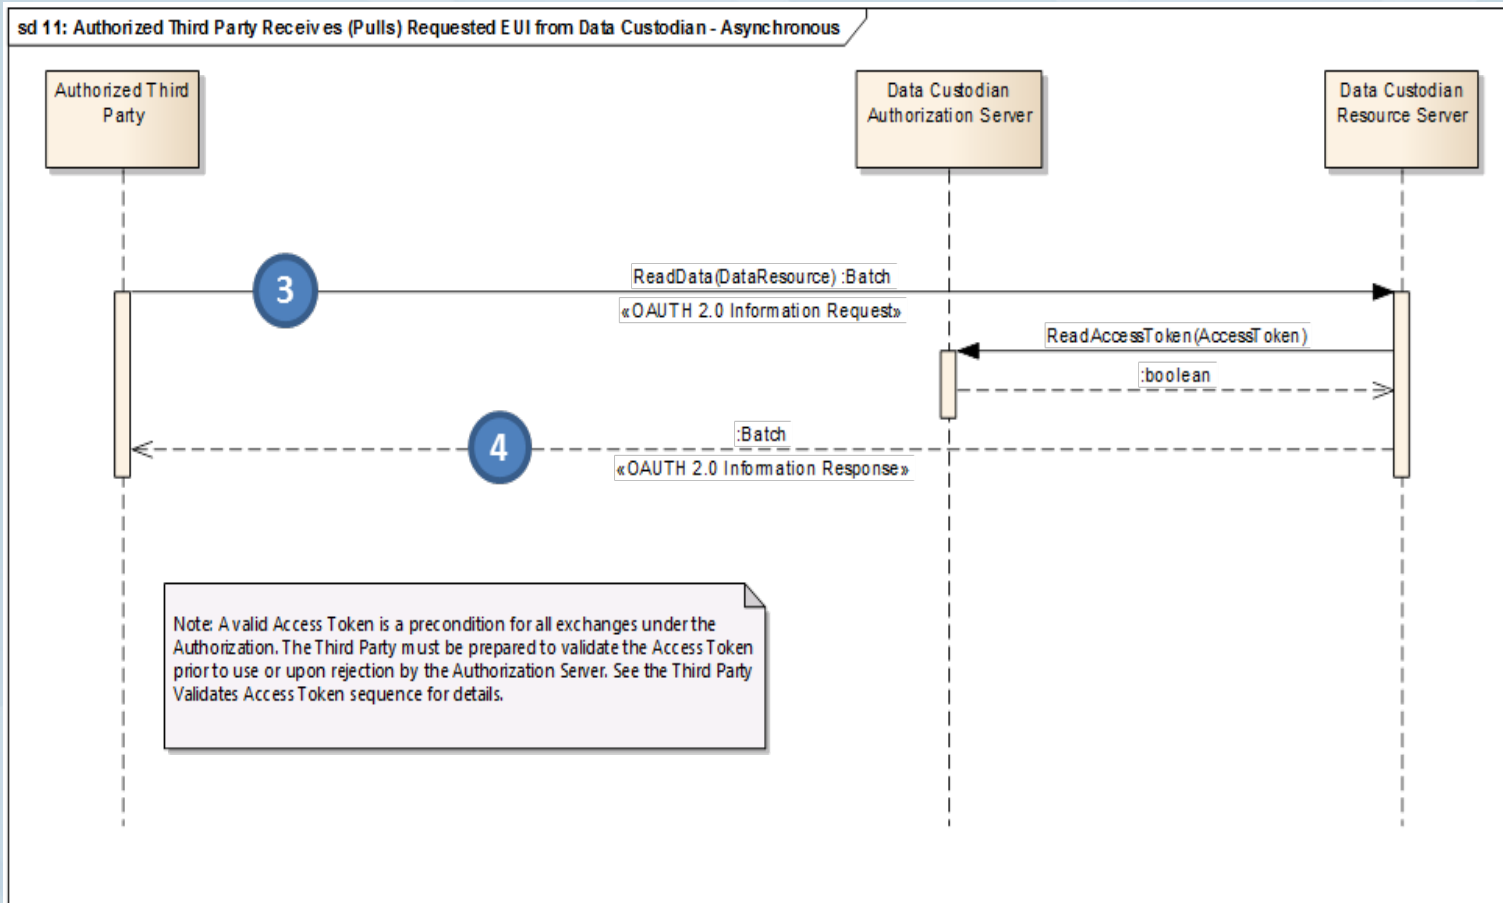 sd 11: Authorized Third Party Receives (Pulls) Requested EUI from Data Custodian - Asynchronous
Authorized Third
Party
Data Custodian
Authorization Server
Data Custodian
Resource Server
3
ReadData(DataResource) :Batch
«OAUTH 2.0 Information Request»
ReadAccessToken(AccessToken)
:boolean
4
:Batch
«OAUTH 2.0 Information Response»
Note: A valid Access Token is a precondition for all exchanges under the
Authorization. The Third Party must be prepared to validate the Access Token
prior to use or upon rejection by the Authorization Server. See the Third Party
Validates Access Token sequence for details.